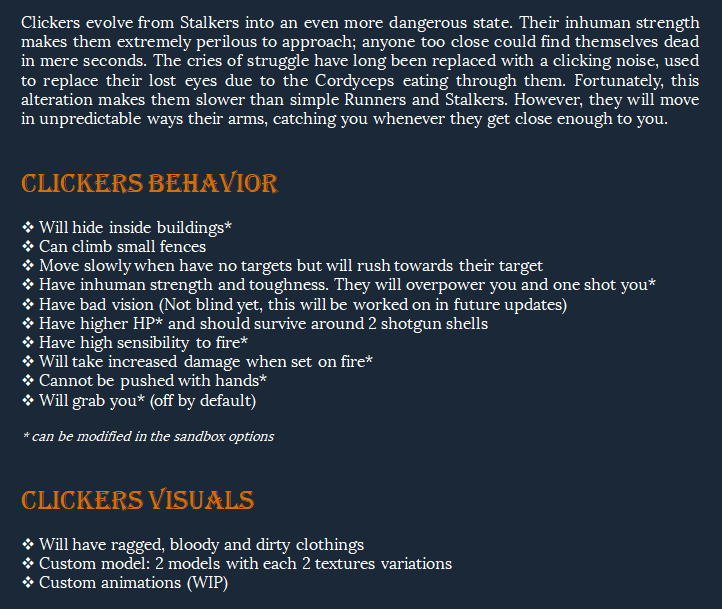 Clickers evolve from Stalkers into an even more dangerous state. Their inhuman strength
makes them extremely perilous to approach; anyone too close could find themselves dead
in mere seconds. The cries of struggle have long been replaced with a clicking noise, used
to replace their lost eyes due to the Cordyceps eating through them. Fortunately, this
alteration makes them slower than simple Runners and Stalkers. However, they will move
in unpredictable ways their arms, catching you whenever they get close enough to you.
CLICKERS BEHAVIOR
❖ Will hide inside buildings*
❖ Can climb small fences
❖ Move slowly when have no targets but will rush towards their target
❖ Have inhuman strength and toughness. They will overpower you and one shot you*
❖ Have bad vision (Not blind yet, this will be worked on in future updates)
❖ Have higher HP* and should survive around 2 shotgun shells
❖ Have high sensibility to fire*
❖ Will take increased damage when set on fire*
❖ Cannot be pushed with hands*
❖ Will grab you* (off by default)
* can be modified in the sandbox options
CLICKERS VISUALS
❖ Will have ragged, bloody and dirty clothings
❖ Custom model: 2 models with each 2 textures variations
❖ Custom animations (WIP)